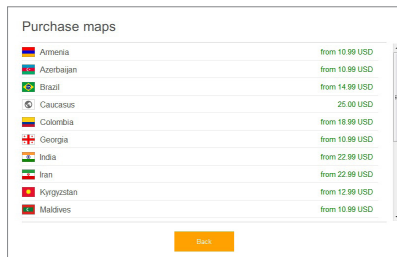 Purchase maps
Armenia from 10.99 USD
Azerbaijan from 10.99 USD
Brazil from 14.99 USD
Caucasus 25.00 USD
Colombia from 18.99 USD
Georgia from 10.99 USD
India from 22.99 USD
Iran from 22.99 USD
Kyrgyzstan from 12.99 USD
Maldives from 10.99 USD
Back